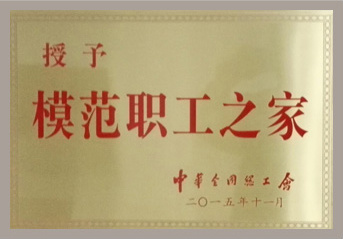 授予
模范职工之家
中华全国总工会
二〇一五年十一月